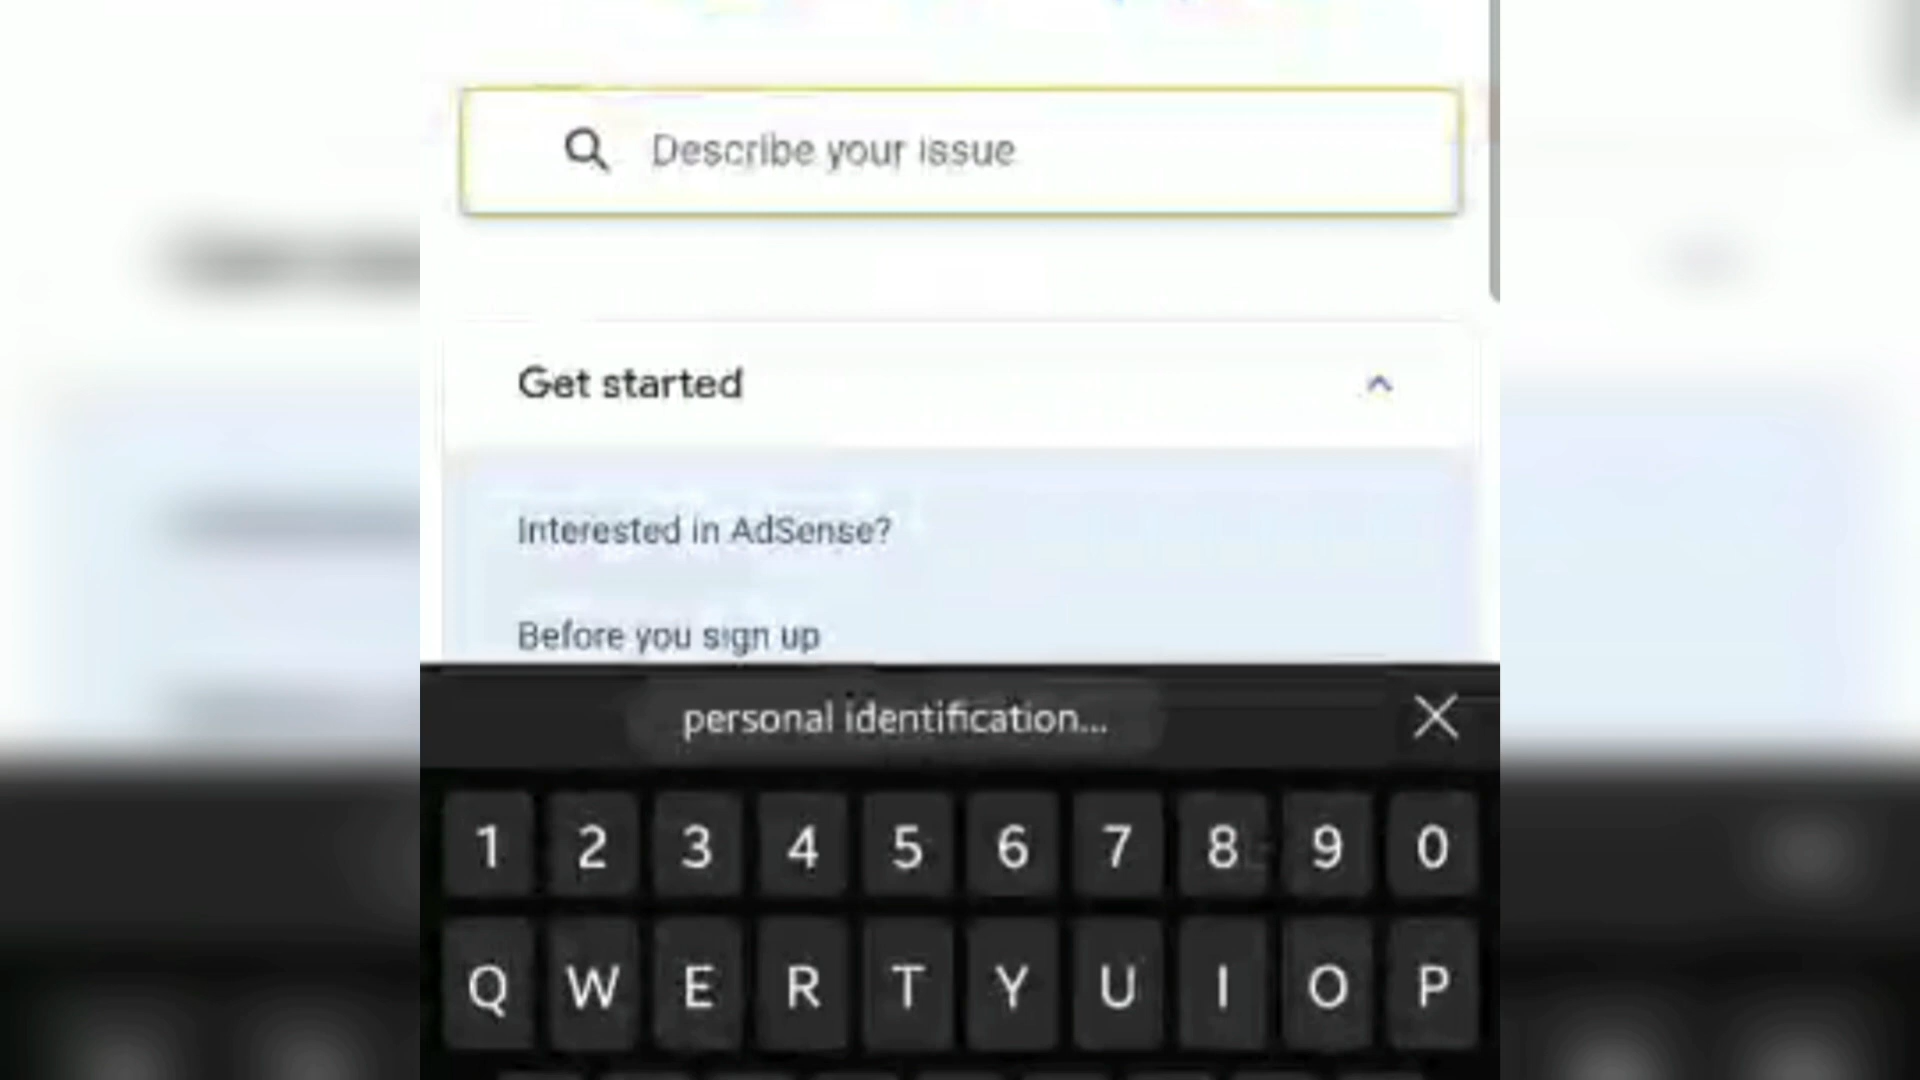 Describe your issue
Get started
Interested in AdSense?
Before you sign up
personal identification...
1 2 3 4 5 6 7 8 9 0
Q W E R T Y U I O P